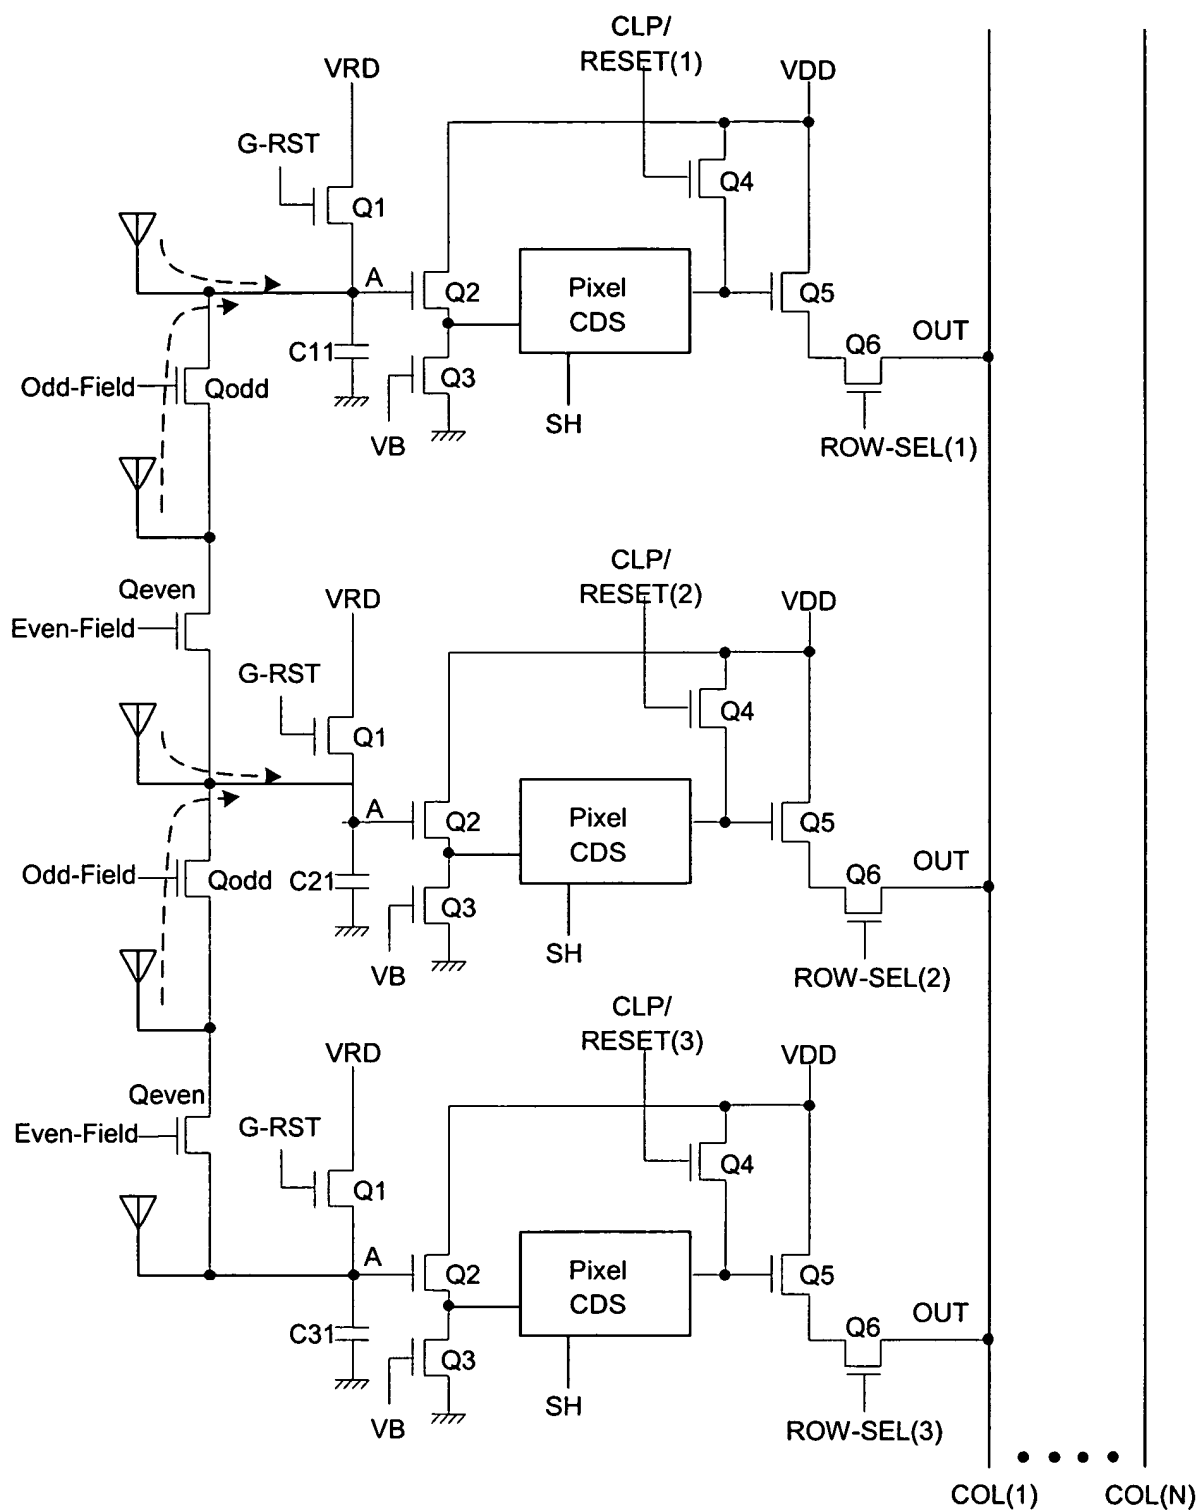 CLP/
RESET(1)
VRD
VDD
G-RST
Q4
Q1
A
Q2
Pixel
CDS
Q5
OUT
Q6
C11
Q3
Odd-Field
Qodd
SH
VB
ROW-SEL(1)
CLP/
RESET(2)
Qeven
VRD
VDD
Even-Field
G-RST
Q4
Q1
A
Q2
Pixel
CDS
Q5
OUT
Q6
Odd-Field
Qodd
C21
Q3
SH
VB
ROW-SEL(2)
CLP/
RESET(3)
VRD
VDD
Qeven
G-RST
Even-Field
Q4
Q1
A
Q2
Pixel
CDS
Q5
OUT
Q6
C31
Q3
SH
VB
ROW-SEL(3)
COL(1)
COL(N)